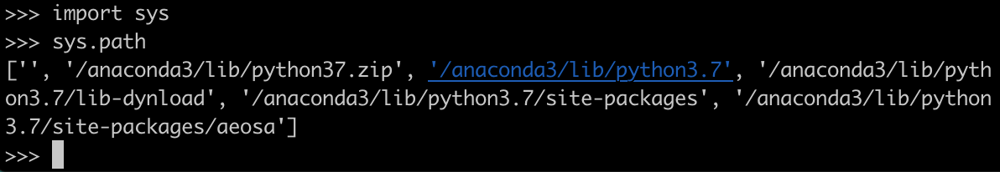 >>> import sys
>>> sys.path
['', '/anaconda3/lib/python37.zip', '/anaconda3/lib/python3.7', '/anaconda3/lib/pyth
on3.7/lib-dynload', '/anaconda3/lib/python3.7/site-packages', '/anaconda3/lib/python
3.7/site-packages/aeosa']
>>>